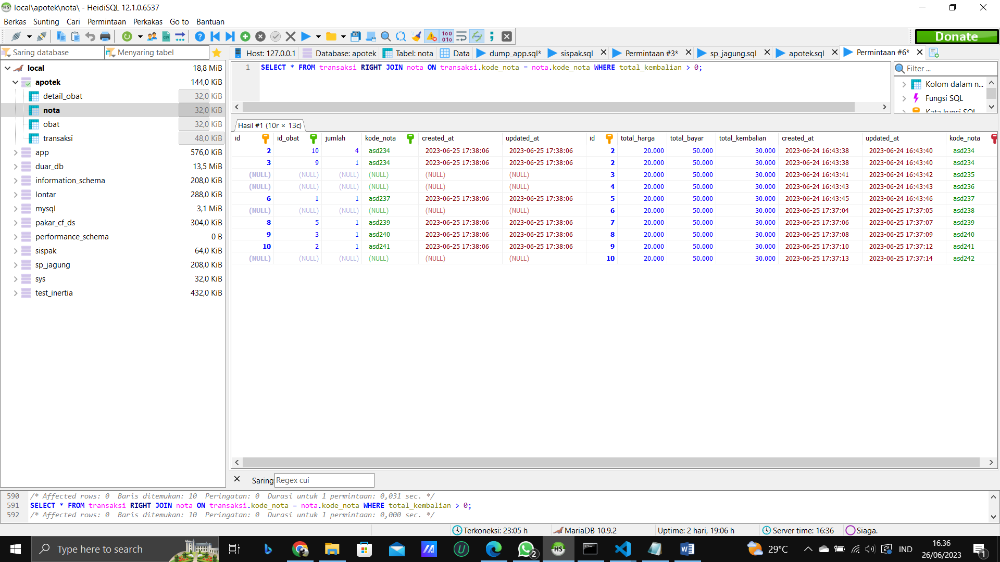 local\apotek\nota\ - HeidiSQL 12.1.0.6537
Berkas Sunting Cari Permintaan Perkakas Go to Bantuan
Donate
Saring database Menyaring tabel
Host: 127.0.0.1 Database: apotek Tabel: nota Data dump_app.sql* sispak.sql Permintaan #3* sp_jagung.sql apotek.sql Permintaan #6*
local 18,8 MiB
apotek 144,0 KiB
detail_obat 32,0 KiB
nota 32,0 KiB
obat 32,0 KiB
transaksi 48,0 KiB
app 576,0 KiB
duar_db 13,5 MiB
information_schema 208,0 KiB
lontar 288,0 KiB
mysql 3,1 MiB
pakar_cf_ds 304,0 KiB
performance_schema 0 B
sispak 64,0 KiB
sp_jagung 208,0 KiB
sys 32,0 KiB
test_inertia 432,0 KiB
1 SELECT * FROM transaksi RIGHT JOIN nota ON transaksi.kode_nota = nota.kode_nota WHERE total_kembalian > 0;
Filter ...
Kolom dalam n...
Fungsi SQL
Kata kunci SQL
Hasil #1 (10r × 13c)
id id_obat jumlah kode_nota created_at updated_at id total_harga total_bayar total_kembalian created_at updated_at kode_nota
2 10 4 asd234 2023-06-25 17:38:06 2023-06-25 17:38:06 2 20.000 50.000 30.000 2023-06-24 16:43:38 2023-06-24 16:43:40 asd234
3 9 1 asd234 2023-06-25 17:38:06 2023-06-25 17:38:06 2 20.000 50.000 30.000 2023-06-24 16:43:38 2023-06-24 16:43:40 asd234
(NULL) (NULL) (NULL) (NULL) (NULL) (NULL) 3 20.000 50.000 30.000 2023-06-24 16:43:41 2023-06-24 16:43:42 asd235
(NULL) (NULL) (NULL) (NULL) (NULL) (NULL) 4 20.000 50.000 30.000 2023-06-24 16:43:43 2023-06-24 16:43:43 asd236
6 1 1 asd237 2023-06-25 17:38:06 2023-06-25 17:38:06 5 20.000 50.000 30.000 2023-06-24 16:43:45 2023-06-24 16:43:46 asd237
(NULL) (NULL) (NULL) (NULL) (NULL) (NULL) 6 20.000 50.000 30.000 2023-06-25 17:37:04 2023-06-25 17:37:05 asd238
8 5 1 asd239 2023-06-25 17:38:06 2023-06-25 17:38:06 7 20.000 50.000 30.000 2023-06-25 17:37:06 2023-06-25 17:37:07 asd239
9 3 1 asd240 2023-06-25 17:38:06 2023-06-25 17:38:06 8 20.000 50.000 30.000 2023-06-25 17:37:08 2023-06-25 17:37:09 asd240
10 2 1 asd241 2023-06-25 17:38:06 2023-06-25 17:38:06 9 20.000 50.000 30.000 2023-06-25 17:37:10 2023-06-25 17:37:12 asd241
(NULL) (NULL) (NULL) (NULL) (NULL) (NULL) 10 20.000 50.000 30.000 2023-06-25 17:37:13 2023-06-25 17:37:14 asd242
Saring Regex cui
590 /* Affected rows: 0 Baris ditemukan: 10 Peringatan: 0 Durasi untuk 1 permintaan: 0,031 sec. */
591 SELECT * FROM transaksi RIGHT JOIN nota ON transaksi.kode_nota = nota.kode_nota WHERE total_kembalian > 0;
592 /* Affected rows: 0 Baris ditemukan: 10 Peringatan: 0 Durasi untuk 1 permintaan: 0,000 sec. */
Terkoneksi: 23:05 h MariaDB 10.9.2 Uptime: 2 hari, 19:06 h Server time: 16:36 Siaga.
Type here to search
2
HS
29°C
IND
16.36
26/06/2023
1